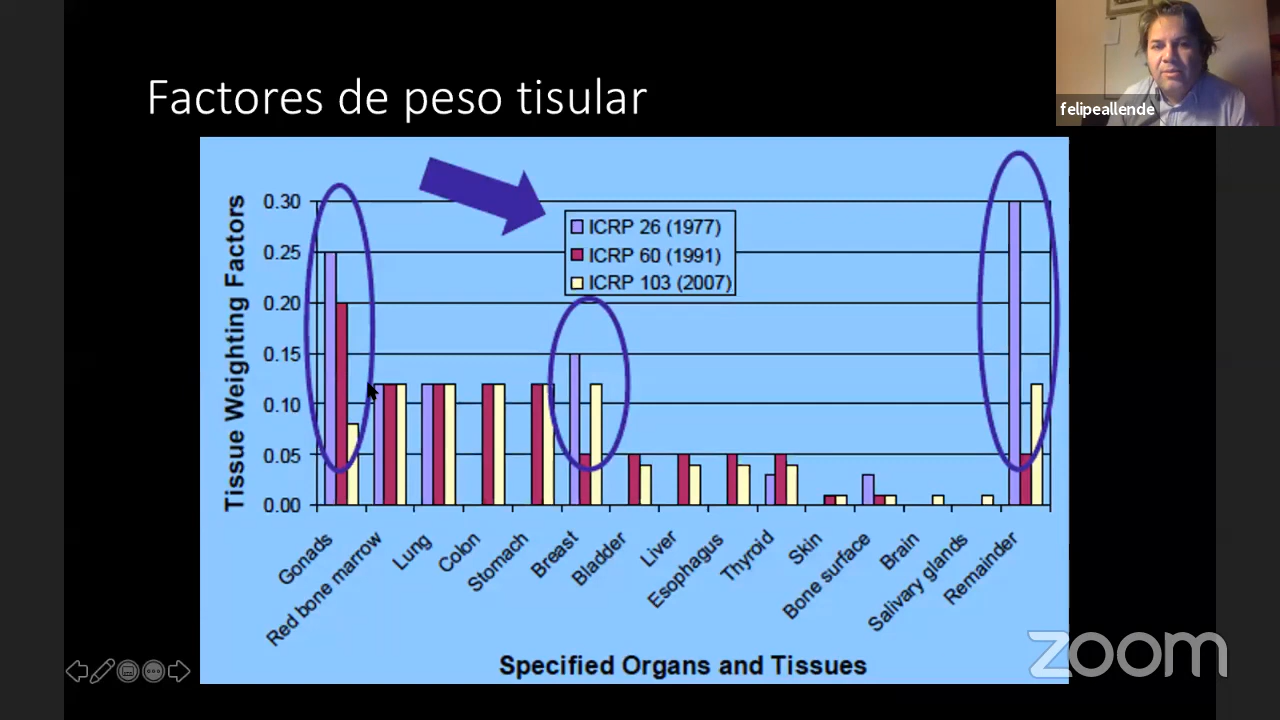 Factores de peso tisular
felipeallende
Tissue Weighting Factors
0.30
0.25
0.20
0.15
0.10
0.05
0.00
ICRP 26 (1977)
ICRP 60 (1991)
ICRP 103 (2007)
Gonads
Red bone marrow
Lung
Colon
Stomach
Breast
Bladder
Liver
Esophagus
Thyroid
Skin
Bone surface
Brain
Salivary glands
Remainder
Specified Organs and Tissues
zoom